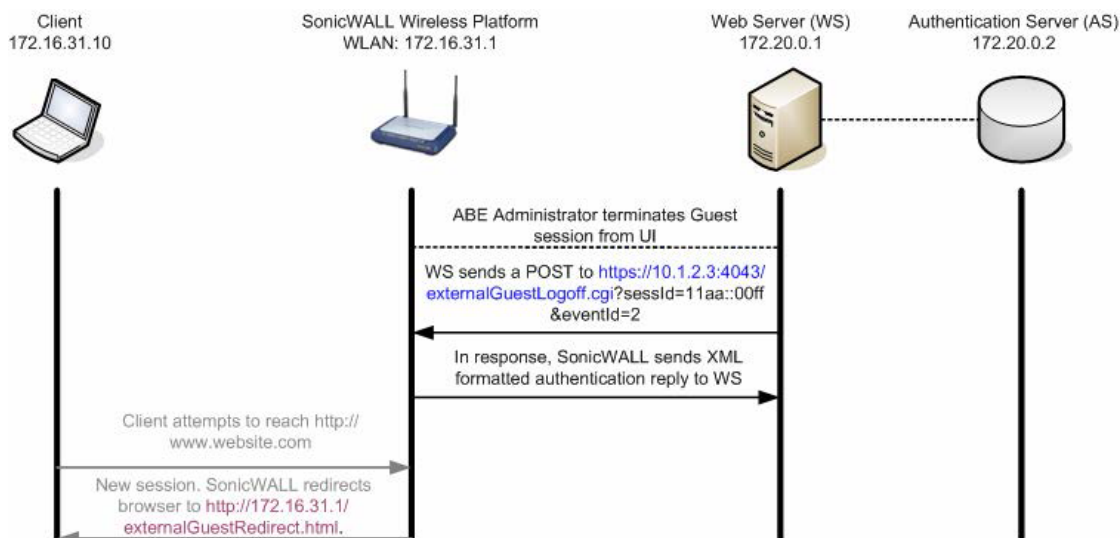 Client
172.16.31.10
SonicWALL Wireless Platform
WLAN: 172.16.31.1
Web Server (WS)
172.20.0.1
Authentication Server (AS)
172.20.0.2
ABE Administrator terminates Guest
session from UI
WS sends a POST to https://10.1.2.3:4043/
externalGuestLogoff.cgi?sessId=11aa::00ff
&eventId=2
In response, SonicWALL sends XML
formatted authentication reply to WS
Client attempts to reach http://
www.website.com
New session. SonicWALL redirects
browser to http://172.16.31.1/
externalGuestRedirect.html.